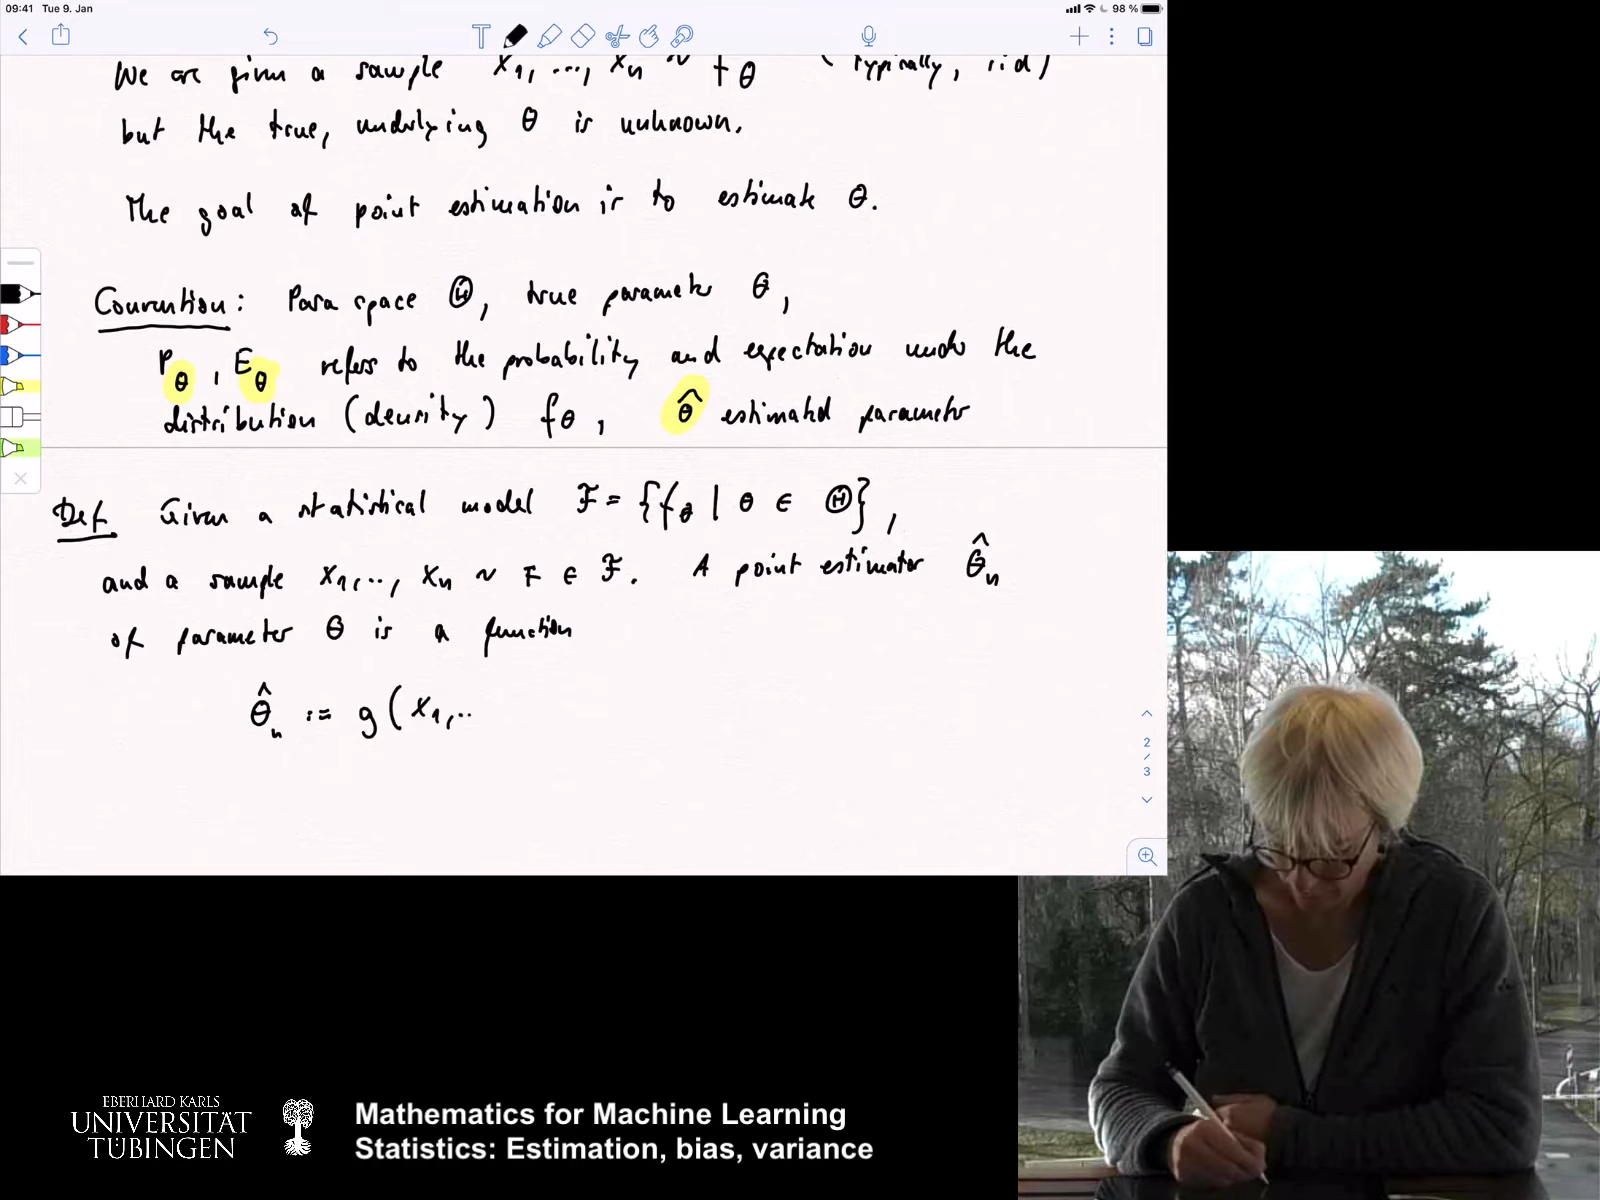 09:41 Tue 9. Jan
98 %
We are given a sample X₁, ..., Xₙ ~ fθ (typically, iid)
but the true, underlying θ is unknown.
The goal of point estimation is to estimate θ.
Convention: Para space Θ, true parameter θ,
Pθ, Eθ refers to the probability and expectation under the
distribution (density) fθ, θ̂ estimated parameter
Def Given a statistical model ℱ = {fθ | θ ∈ Θ},
and a sample X₁,.., Xₙ ~ F ∈ ℱ. A point estimator θ̂ₙ
of parameter θ is a function
θ̂ₙ := g(X₁,..
2
/
3
EBERHARD KARLS
UNIVERSITÄT
TÜBINGEN
Mathematics for Machine Learning
Statistics: Estimation, bias, variance